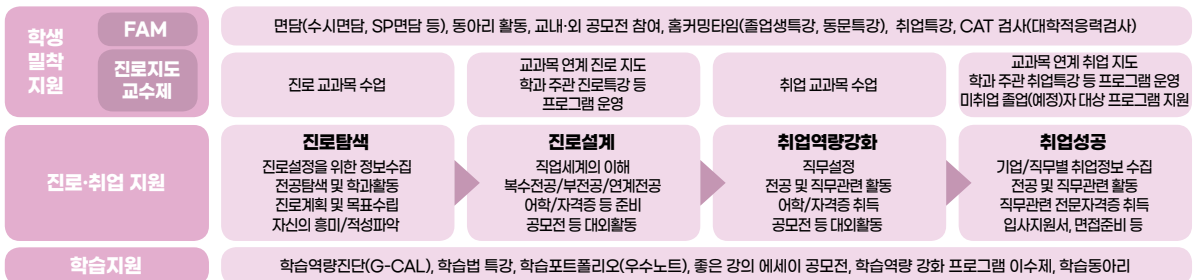 학생
밀착
지원
FAM
면담(수시면담, SP면담 등), 동아리 활동, 교내·외 공모전 참여, 홈커밍타임(졸업생특강, 동문특강), 취업특강, CAT 검사(대학적응력검사)
진로지도
교수제
진로 교과목 수업
교과목 연계 진로 지도
학과 주관 진로특강 등
프로그램 운영
취업 교과목 수업
교과목 연계 취업 지도
학과 주관 취업특강 등 프로그램 운영
미취업 졸업(예정)자 대상 프로그램 지원
진로·취업 지원
진로탐색
진로설정을 위한 정보수집
전공탐색 및 학과활동
진로계획 및 목표수립
자신의 흥미/적성파악
진로설계
직업세계의 이해
복수전공/부전공/연계전공
어학/자격증 등 준비
공모전 등 대외활동
취업역량강화
직무설정
전공 및 직무관련 활동
어학/자격증 취득
공모전 등 대외활동
취업성공
기업/직무별 취업정보 수집
전공 및 직무관련 활동
직무관련 전문자격증 취득
입사지원서, 면접준비 등
학습지원
학습역량진단(G-CAL), 학습법 특강, 학습포트폴리오(우수노트), 좋은 강의 에세이 공모전, 학습역량 강화 프로그램 이수제, 학습동아리